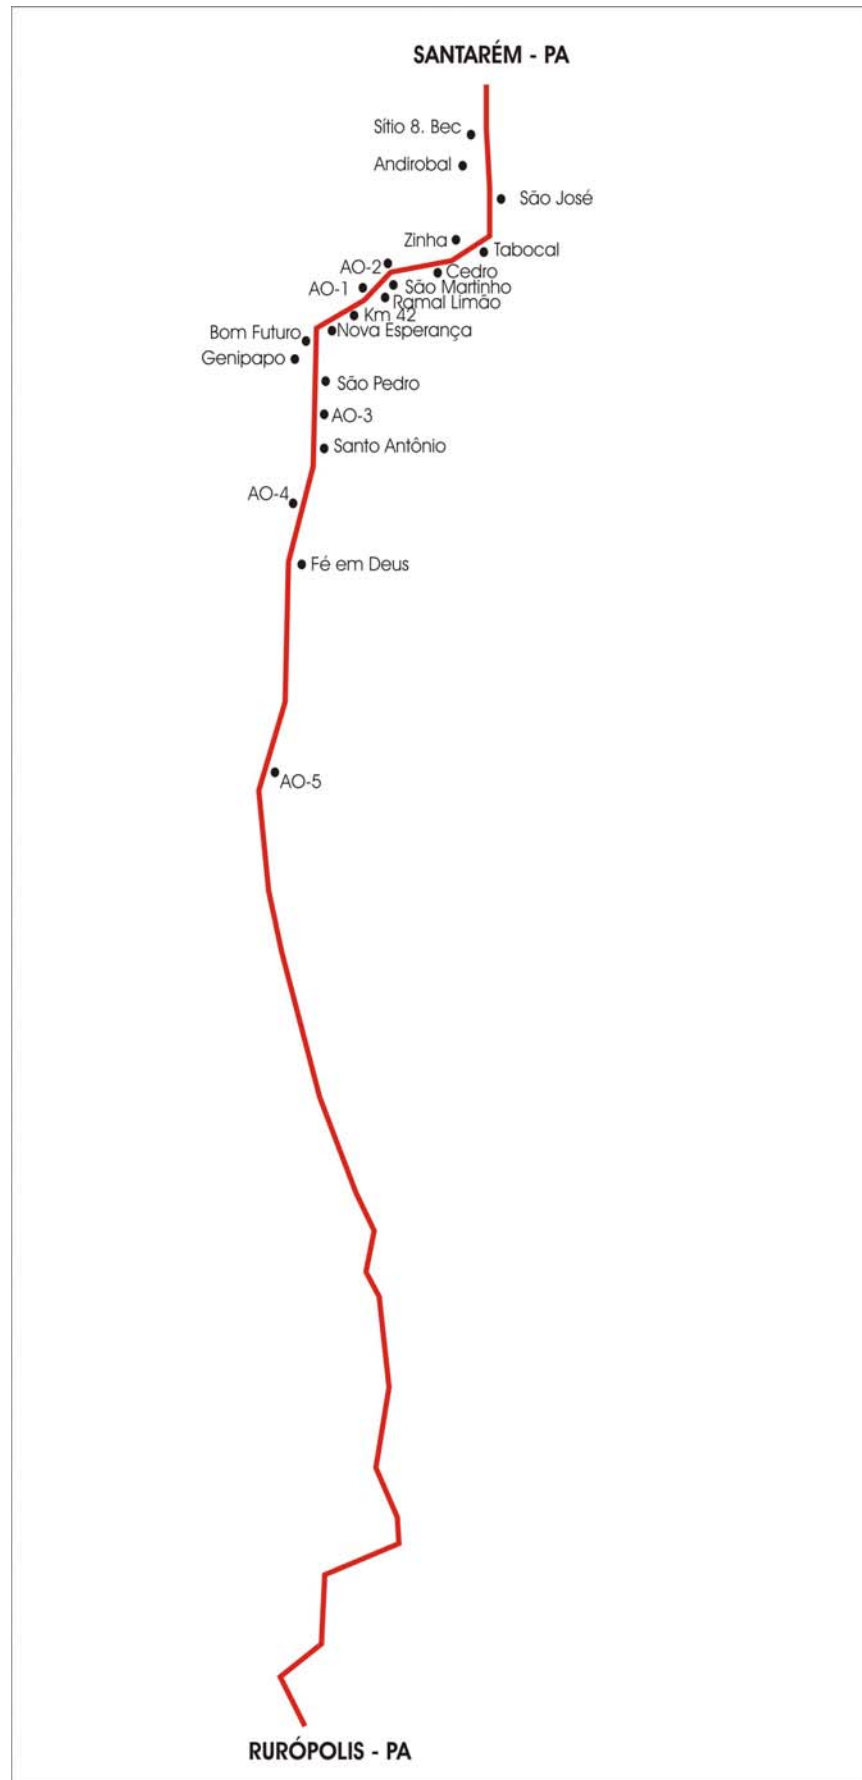 SANTARÉM - PA
Sítio 8. Bec
Andirobal
São José
Zinha
Tabocal
AO-2
Cedro
AO-1
São Martinho
Ramal Limão
Km 42
Bom Futuro
Nova Esperança
Genipapo
São Pedro
AO-3
Santo Antônio
AO-4
Fé em Deus
AO-5
RURÓPOLIS - PA